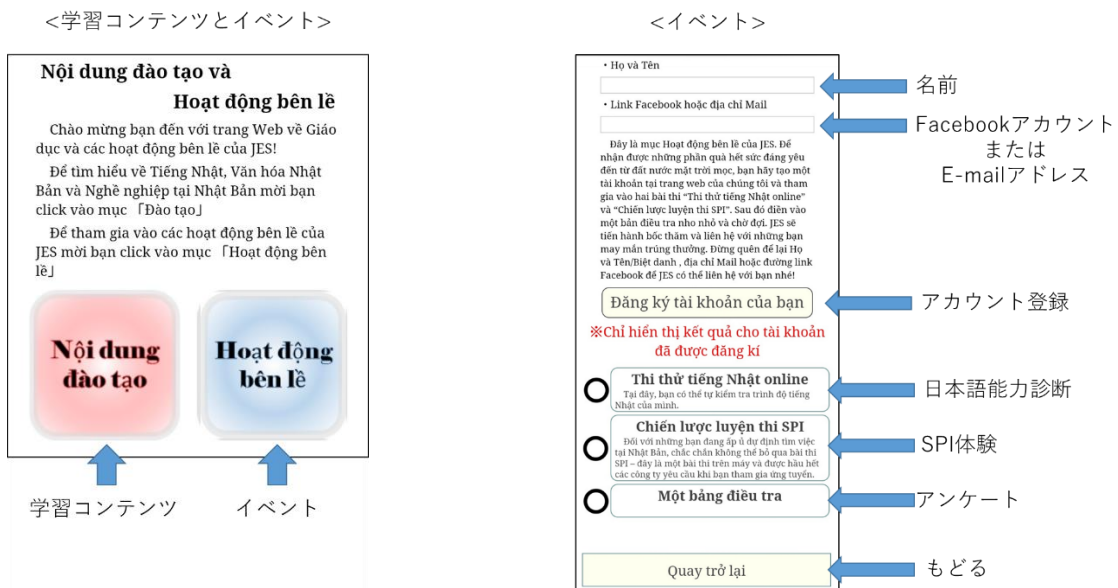 <学習コンテンツとイベント>
Nội dung đào tạo và
Hoạt động bên lề
Chào mừng bạn đến với trang Web về Giáo
dục và các hoạt động bên lề của JES!
Để tìm hiểu về Tiếng Nhật, Văn hóa Nhật
Bản và Nghề nghiệp tại Nhật Bản mời bạn
click vào mục 「Đào tạo」
Để tham gia vào các hoạt động bên lề của
JES mời bạn click vào mục 「Hoạt động bên
lề」
Nội dung
đào tạo
Hoạt động
bên lề
学習コンテンツ
イベント
<イベント>
・Họ và Tên
名前
・Link Facebook hoặc địa chỉ Mail
Facebookアカウント
または
E-mailアドレス
Đây là mục Hoạt động bên lề của JES. Để
nhận được những phần quà hết sức đáng yêu
đến từ đất nước mặt trời mọc, bạn hãy tạo một
tài khoản tại trang web của chúng tôi và tham
gia vào hai bài thi “Thi thử tiếng Nhật online”
và “Chiến lược luyện thi SPI”. Sau đó điền vào
một bản điều tra nho nhỏ và chờ đợi. JES sẽ
tiến hành bốc thăm và liên hệ với những bạn
may mắn trúng thưởng. Đừng quên để lại Họ
và Tên/Biệt danh , địa chỉ Mail hoặc đường link
Facebook để JES có thể liên hệ với bạn nhé!
Đăng ký tài khoản của bạn
アカウント登録
※Chỉ hiển thị kết quả cho tài khoản
đã được đăng kí
Thi thử tiếng Nhật online
Tại đây, bạn có thể tự kiểm tra trình độ tiếng
Nhật của mình.
日本語能力診断
Chiến lược luyện thi SPI
Đối với những bạn đang ấp ủ dự định tìm việc
tại Nhật Bản, chắc chắn không thể bỏ qua bài thi
SPI – đây là một bài thi trên máy và được hầu hết
các công ty yêu cầu khi bạn tham gia ứng tuyển.
SPI体験
Một bảng điều tra
アンケート
Quay trở lại
もどる